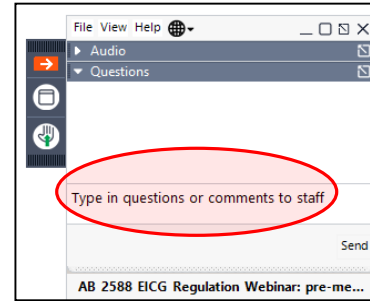 File View Help
Audio
Questions
Type in questions or comments to staff
Send
AB 2588 EICG Regulation Webinar: pre-me...